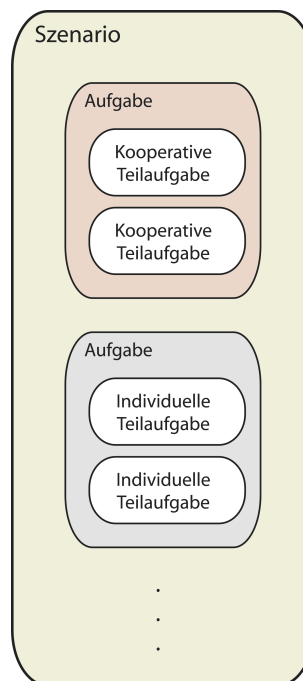 Szenario
Aufgabe
Kooperative
Teilaufgabe
Kooperative
Teilaufgabe
Aufgabe
Individuelle
Teilaufgabe
Individuelle
Teilaufgabe
.
.
.